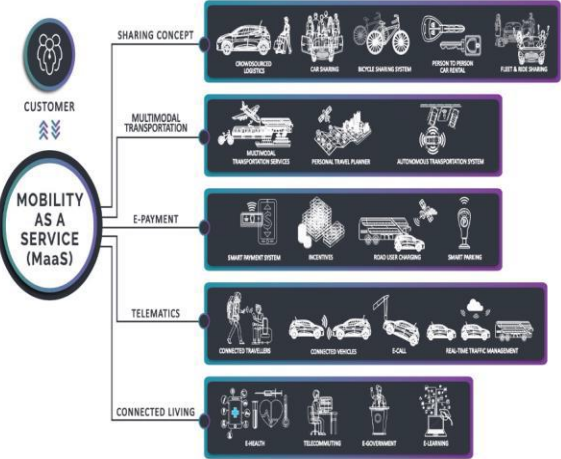 SHARING CONCEPT
CROWDSOURCED
LOGISTICS
CAR SHARING
BICYCLE SHARING SYSTEM
PERSON TO PERSON
CAR RENTAL
FLEET & RIDE SHARING
CUSTOMER
MULTIMODAL
TRANSPORTATION
MULTIMODAL
TRANSPORTATION SERVICES
PERSONAL TRAVEL PLANNER
AUTONOMOUS TRANSPORTATION SYSTEM
MOBILITY
AS A
SERVICE
(MaaS)
E-PAYMENT
SMART PAYMENT SYSTEM
INCENTIVES
ROAD USER CHARGING
SMART PARKING
TELEMATICS
CONNECTED TRAVELLERS
CONNECTED VEHICLES
E-CALL
REAL-TIME TRAFFIC MANAGEMENT
CONNECTED LIVING
E-HEALTH
TELECOMMUTING
E-GOVERNMENT
E-LEARNING